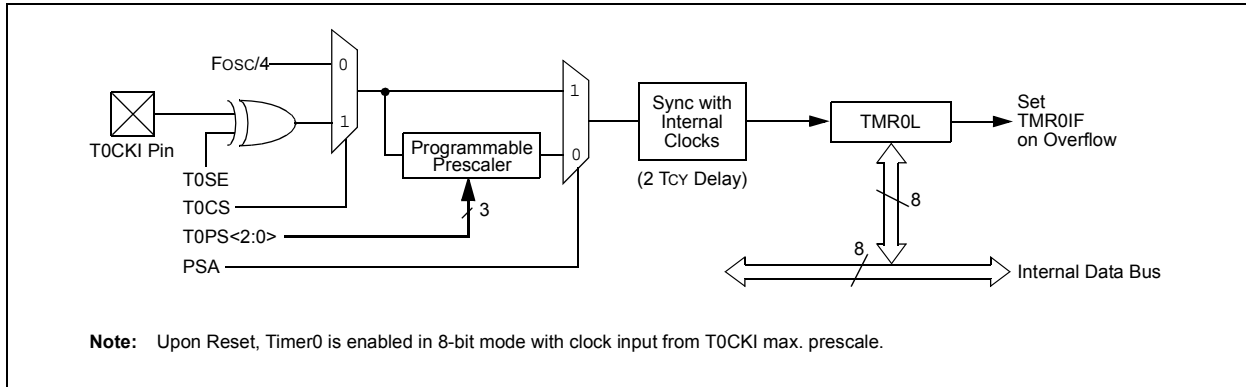 FOSC/4
0
1
T0CKI Pin
T0SE
T0CS
T0PS<2:0>
PSA
Programmable
Prescaler
3
1
0
Sync with
Internal
Clocks
(2 TCY Delay)
TMR0L
Set
TMR0IF
on Overflow
8
8
Internal Data Bus
Note: Upon Reset, Timer0 is enabled in 8-bit mode with clock input from T0CKI max. prescale.